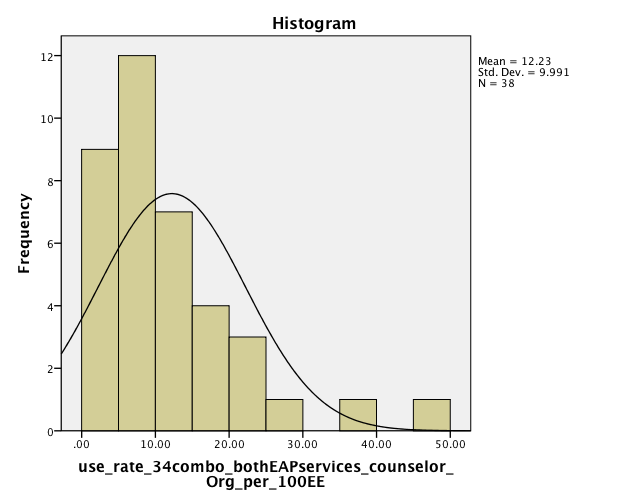 Histogram
Mean = 12.23
Std. Dev. = 9.991
N = 38
Frequency
12
10
8
6
4
2
0
.00 10.00 20.00 30.00 40.00 50.00
use_rate_34combo_bothEAPservices_counselor_
Org_per_100EE